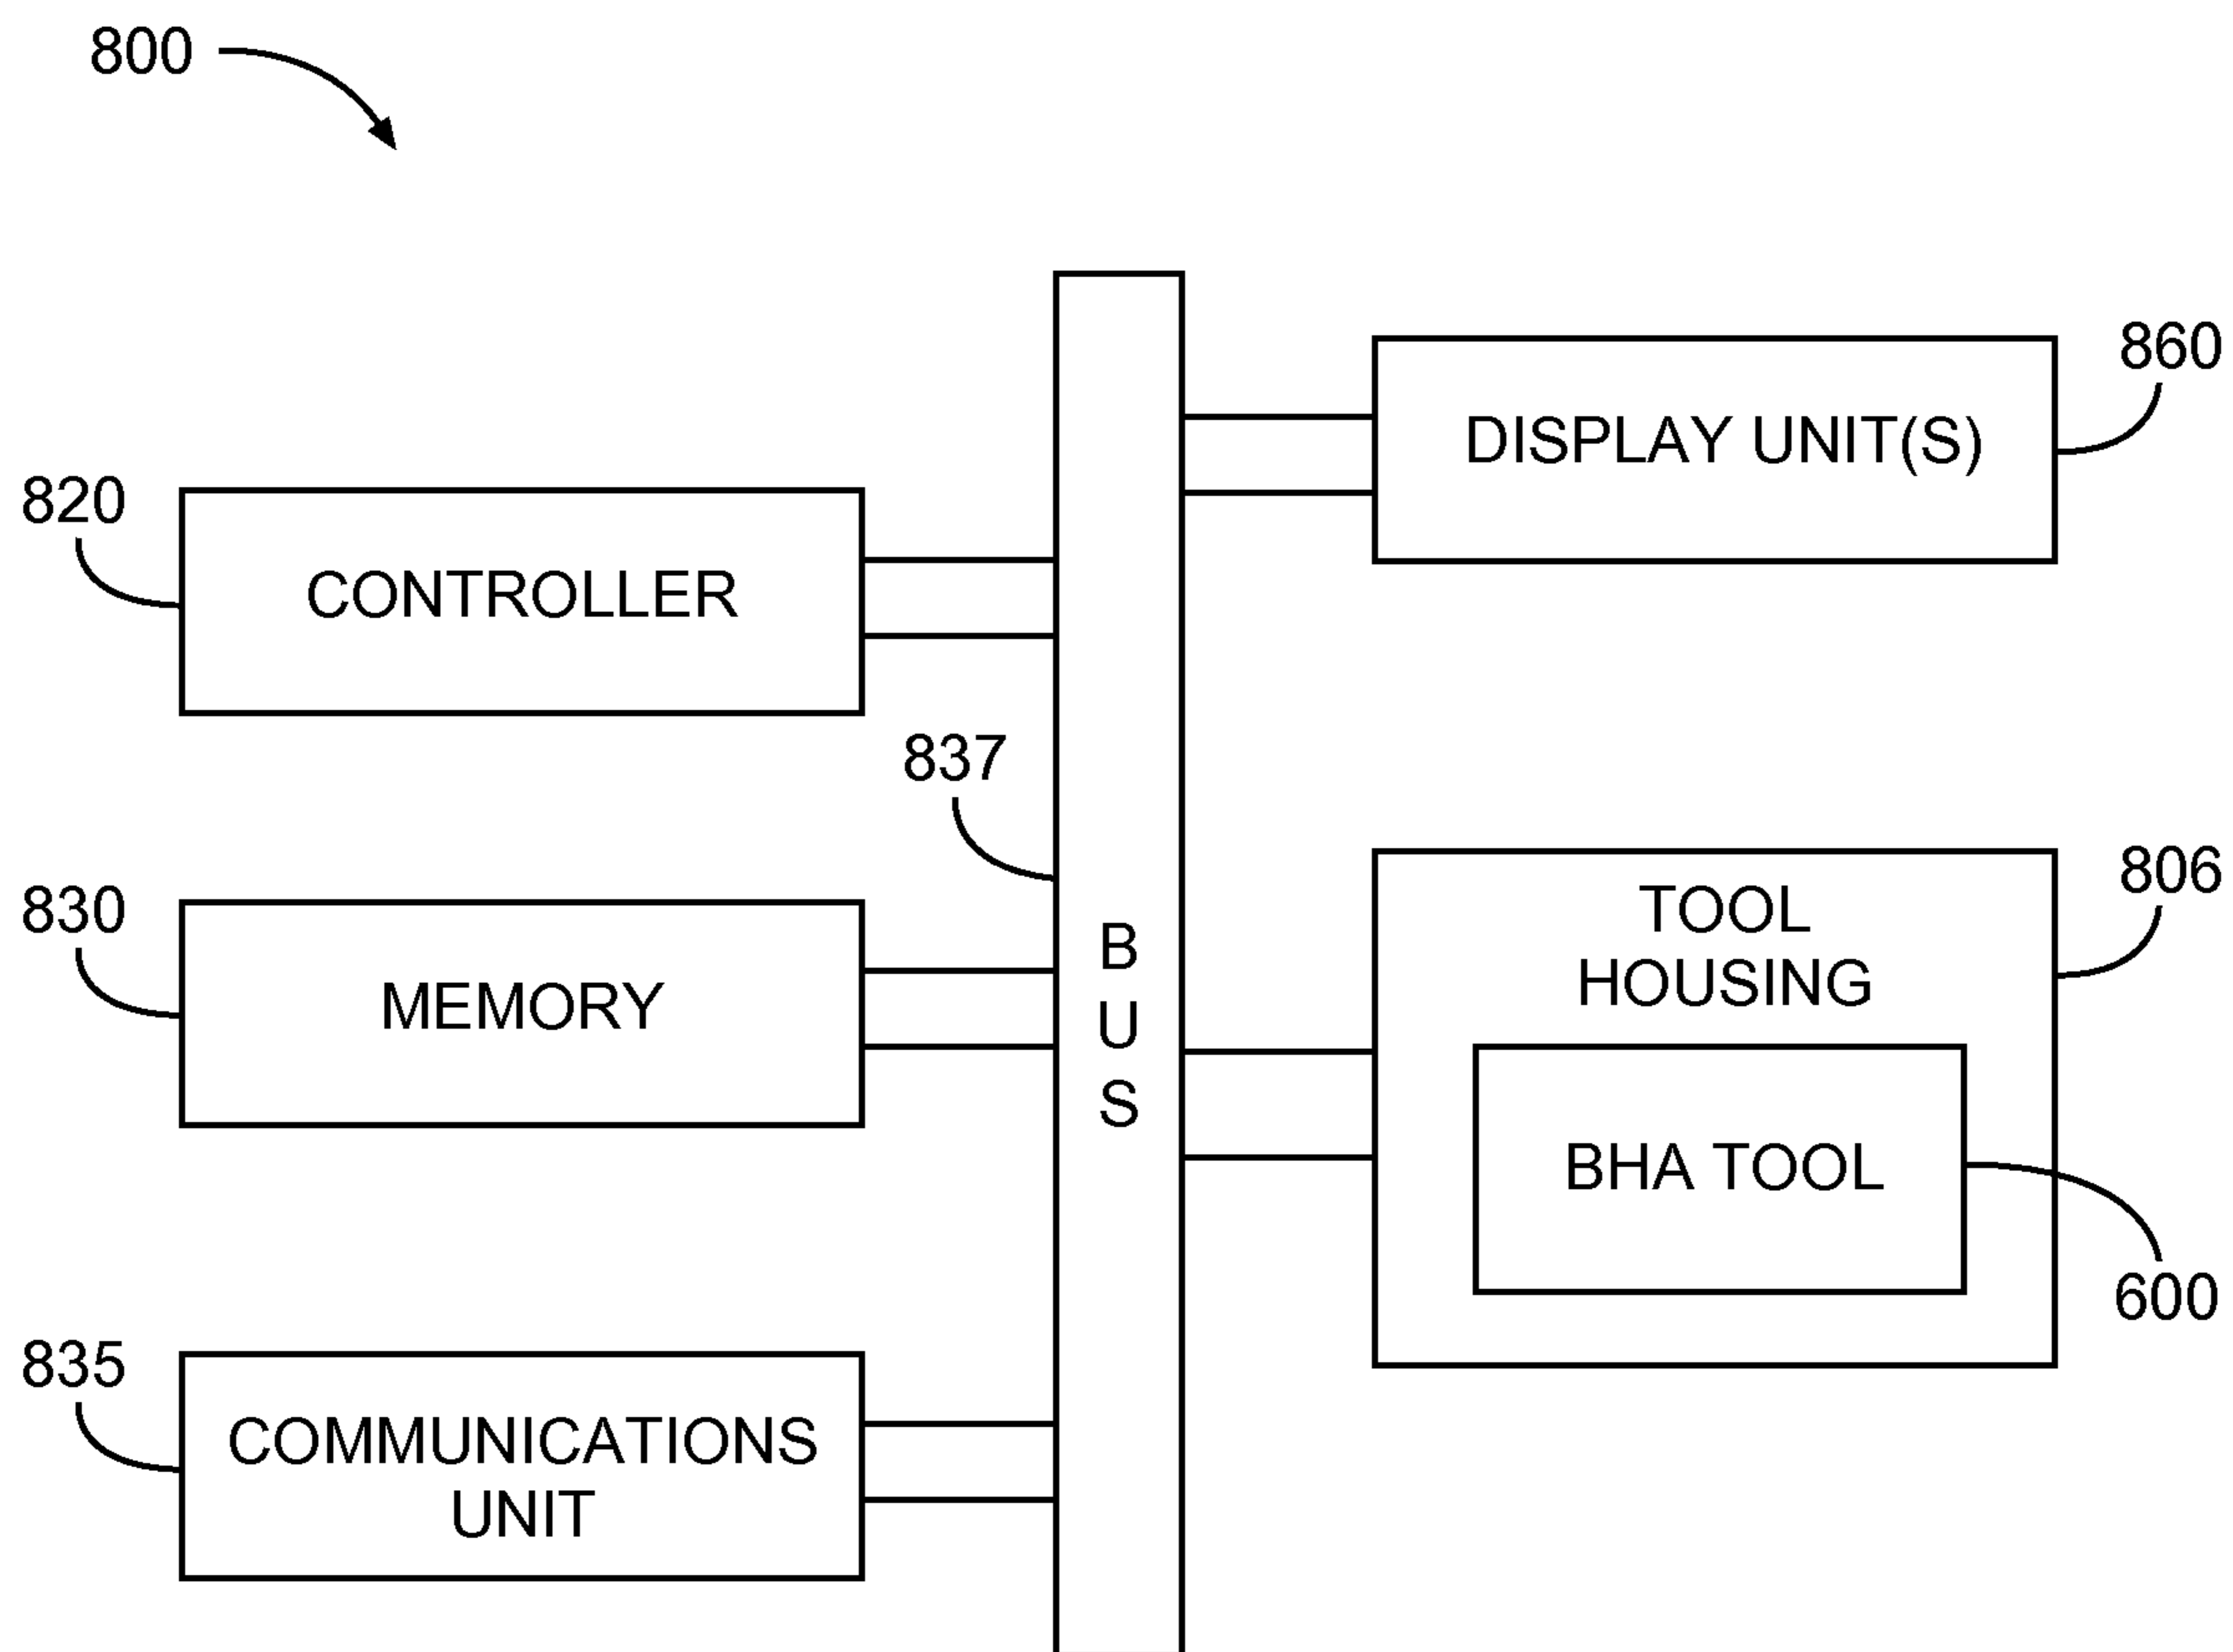 800
860
DISPLAY UNIT(S)
820
CONTROLLER
837
806
TOOL
HOUSING
830
MEMORY
B
U
S
BHA TOOL
600
835
COMMUNICATIONS
UNIT